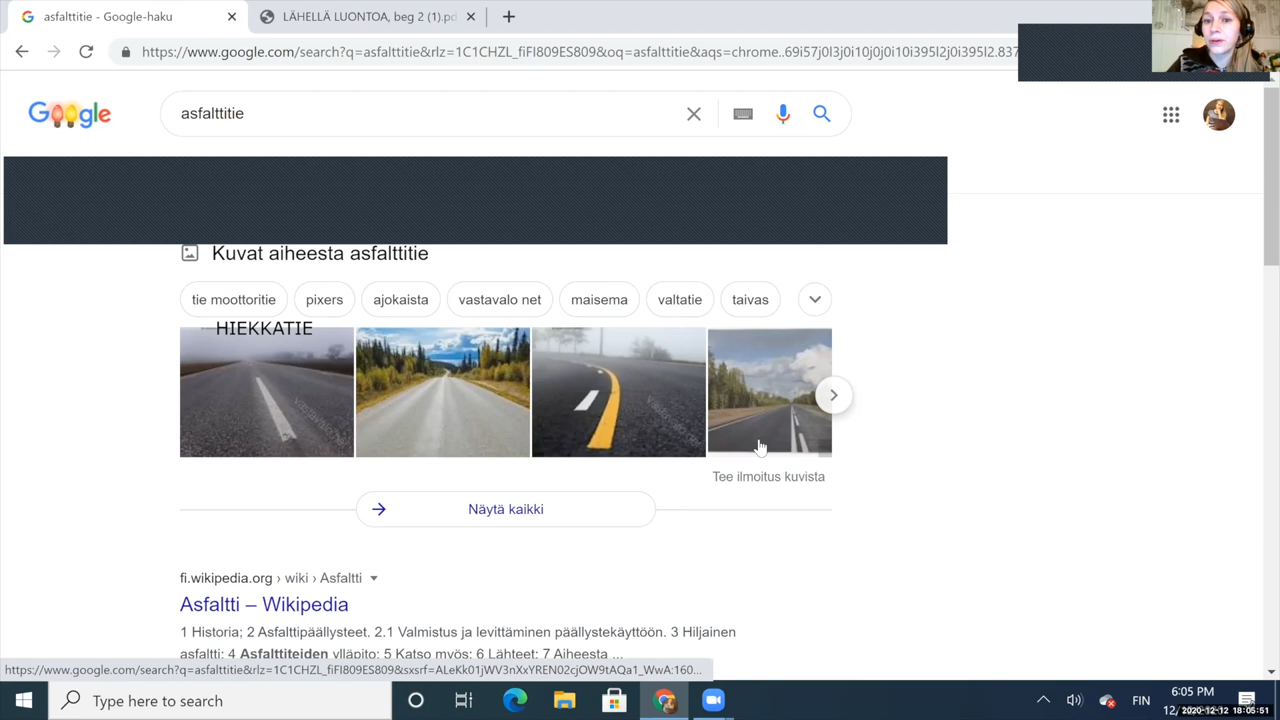 asfalttitie - Google-haku
LÄHELLÄ LUONTOA, beg 2 (1).pd
https://www.google.com/search?q=asfalttitie&rlz=1C1CHZL_fiFI809ES809&oq=asfalttitie&aqs=chrome..69i57j0l3j0i10j0j0i10i395l2j0i395l2.837
Google
asfalttitie
Kuvat aiheesta asfalttitie
tie moottoritie
pixers
ajokaista
vastavalo net
maisema
valtatie
taivas
HIEKKATIE
Tee ilmoitus kuvista
Näytä kaikki
fi.wikipedia.org › wiki › Asfaltti
Asfaltti – Wikipedia
1 Historia; 2 Asfalttipäällysteet. 2.1 Valmistus ja levittäminen päällystekäyttöön. 3 Hiljainen
asfaltti; 4 Asfalttiteiden ylläpito; 5 Katso myös; 6 Lähteet; 7 Aiheesta ...
https://www.google.com/search?q=asfalttitie&rlz=1C1CHZL_fiFI809ES809&sxsrf=ALeKk01jWV3nXxYREN02cjOW9tAQa1_WwA:160...
Type here to search
FIN
6:05 PM
2020-12-12 18:05:51